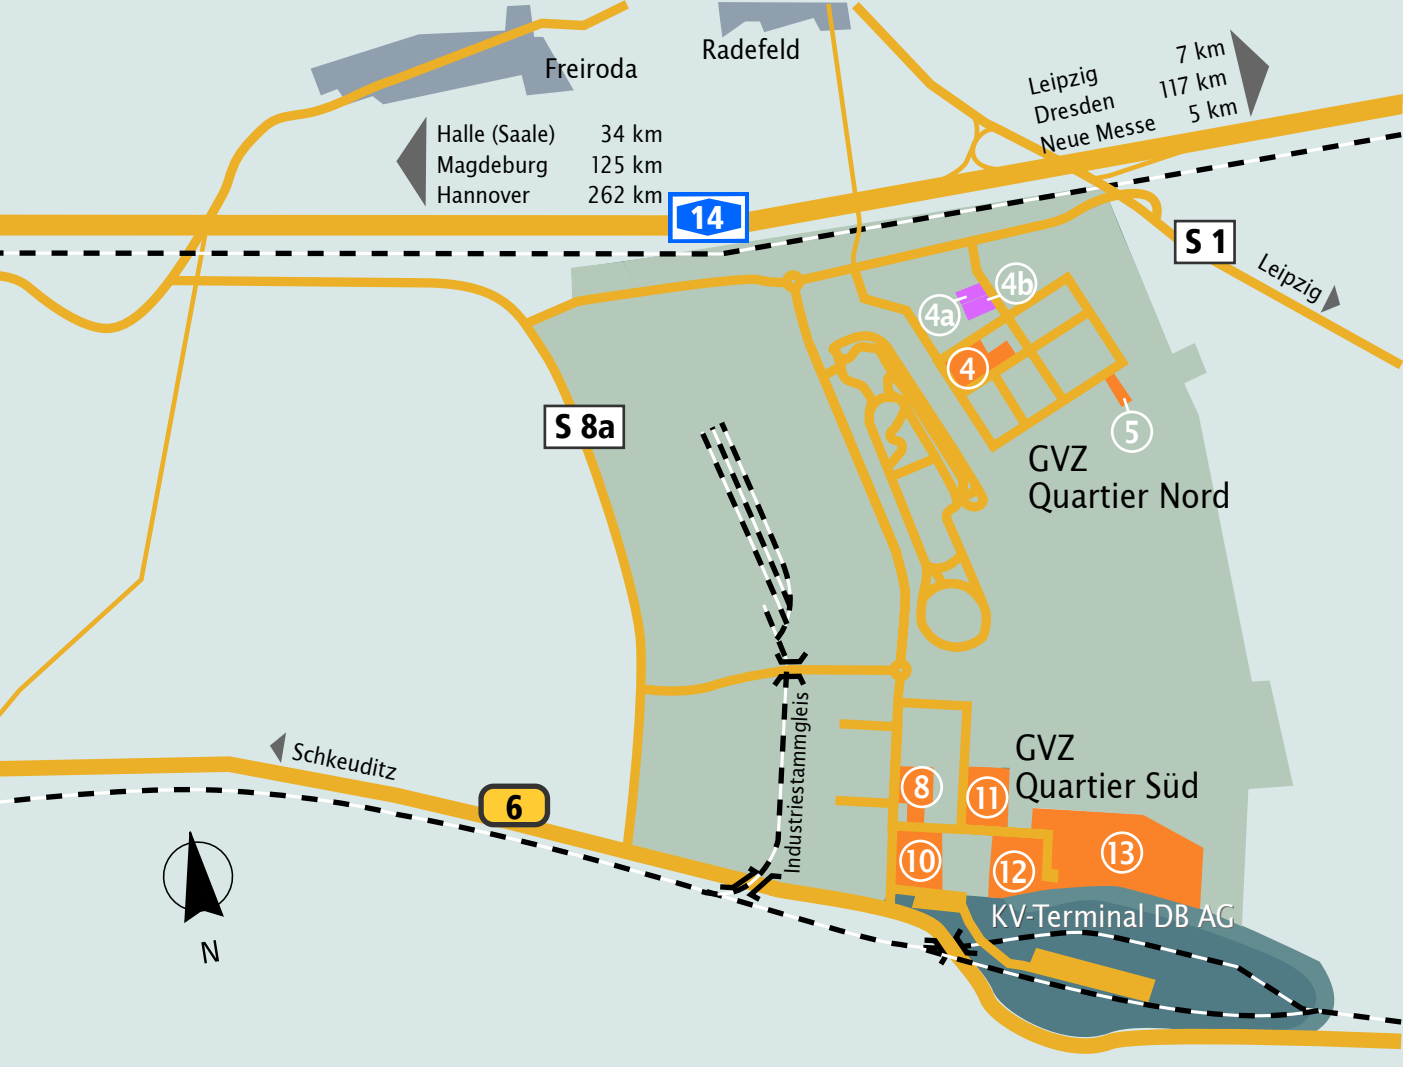 Freiroda
Radefeld
Leipzig 7 km
Dresden 117 km
Neue Messe 5 km
Halle (Saale) 34 km
Magdeburg 125 km
Hannover 262 km
14
S 1
Leipzig
4b
4a
4
5
S 8a
GVZ
Quartier Nord
Industriestammgleis
Schkeuditz
6
GVZ
Quartier Süd
8
11
10
12
13
KV-Terminal DB AG
N